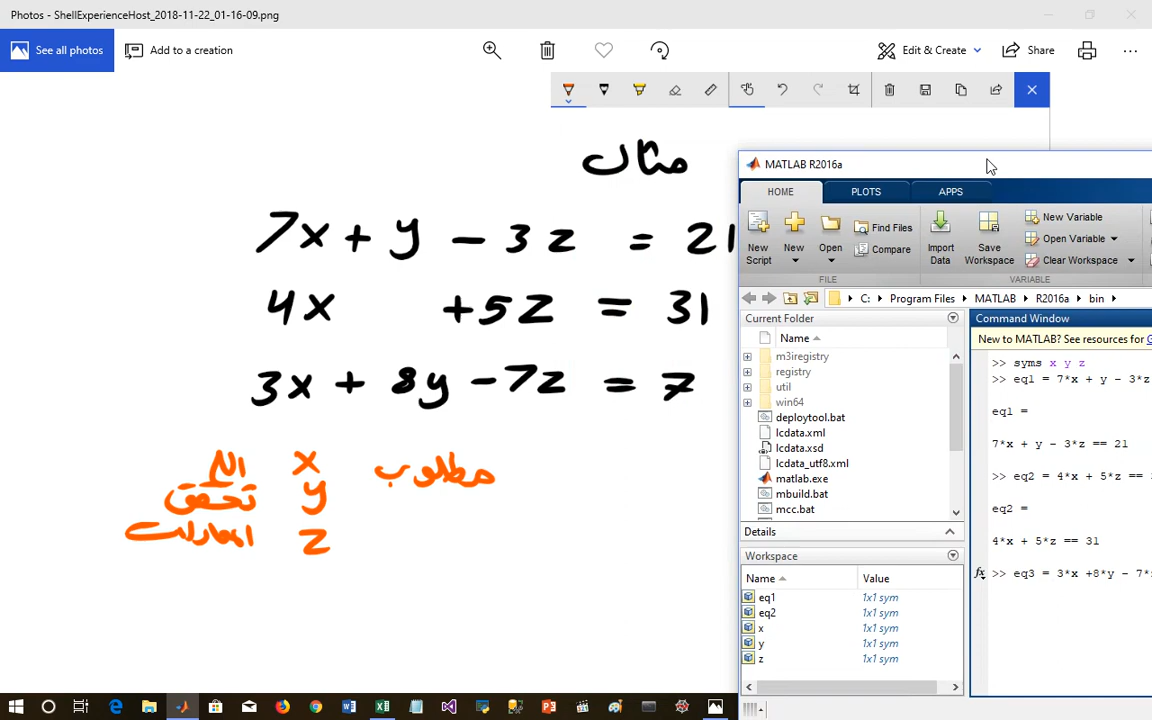 Photos - ShellExperienceHost_2018-11-22_01-16-09.png
See all photos
Add to a creation
Edit & Create
Share
مثال
7x + y - 3z = 21
4x +5z = 31
3x + 8y - 7z = 7
مطلوب x الي
y تحقق
z المعادلات
MATLAB R2016a
HOME PLOTS APPS
New Script
New
Open
Find Files
Compare
Import Data
Save Workspace
New Variable
Open Variable
Clear Workspace
FILE VARIABLE
C: Program Files MATLAB R2016a bin
Current Folder
Name
m3iregistry
registry
util
win64
deploytool.bat
lcdata.xml
lcdata.xsd
lcdata_utf8.xml
matlab.exe
mbuild.bat
mcc.bat
Details
Workspace
Name Value
eq1 1x1 sym
eq2 1x1 sym
x 1x1 sym
y 1x1 sym
z 1x1 sym
Command Window
New to MATLAB? See resources for
>> syms x y z
>> eq1 = 7*x + y - 3*z
eq1 =
7*x + y - 3*z == 21
>> eq2 = 4*x + 5*z ==
eq2 =
4*x + 5*z == 31
fx >> eq3 = 3*x +8*y - 7*